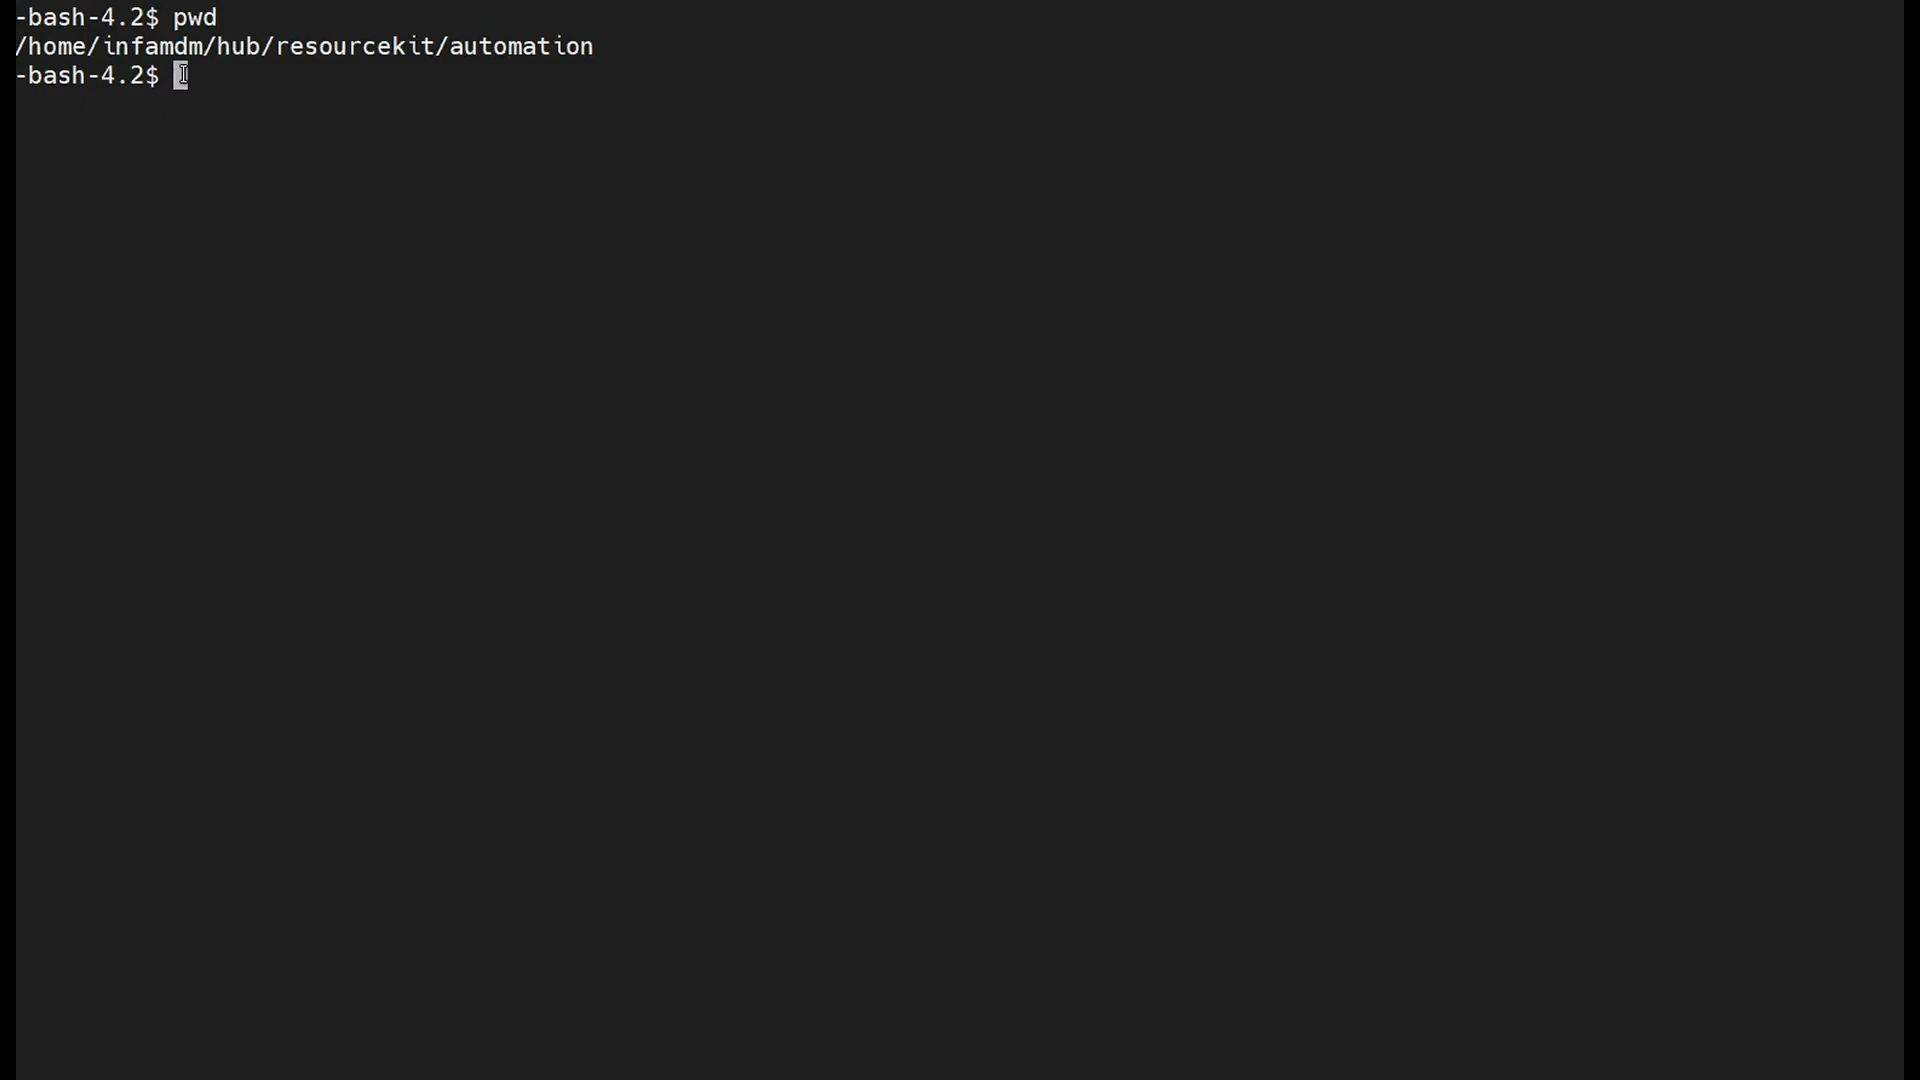 -bash-4.2$ pwd
/home/infamdm/hub/resourcekit/automation
-bash-4.2$